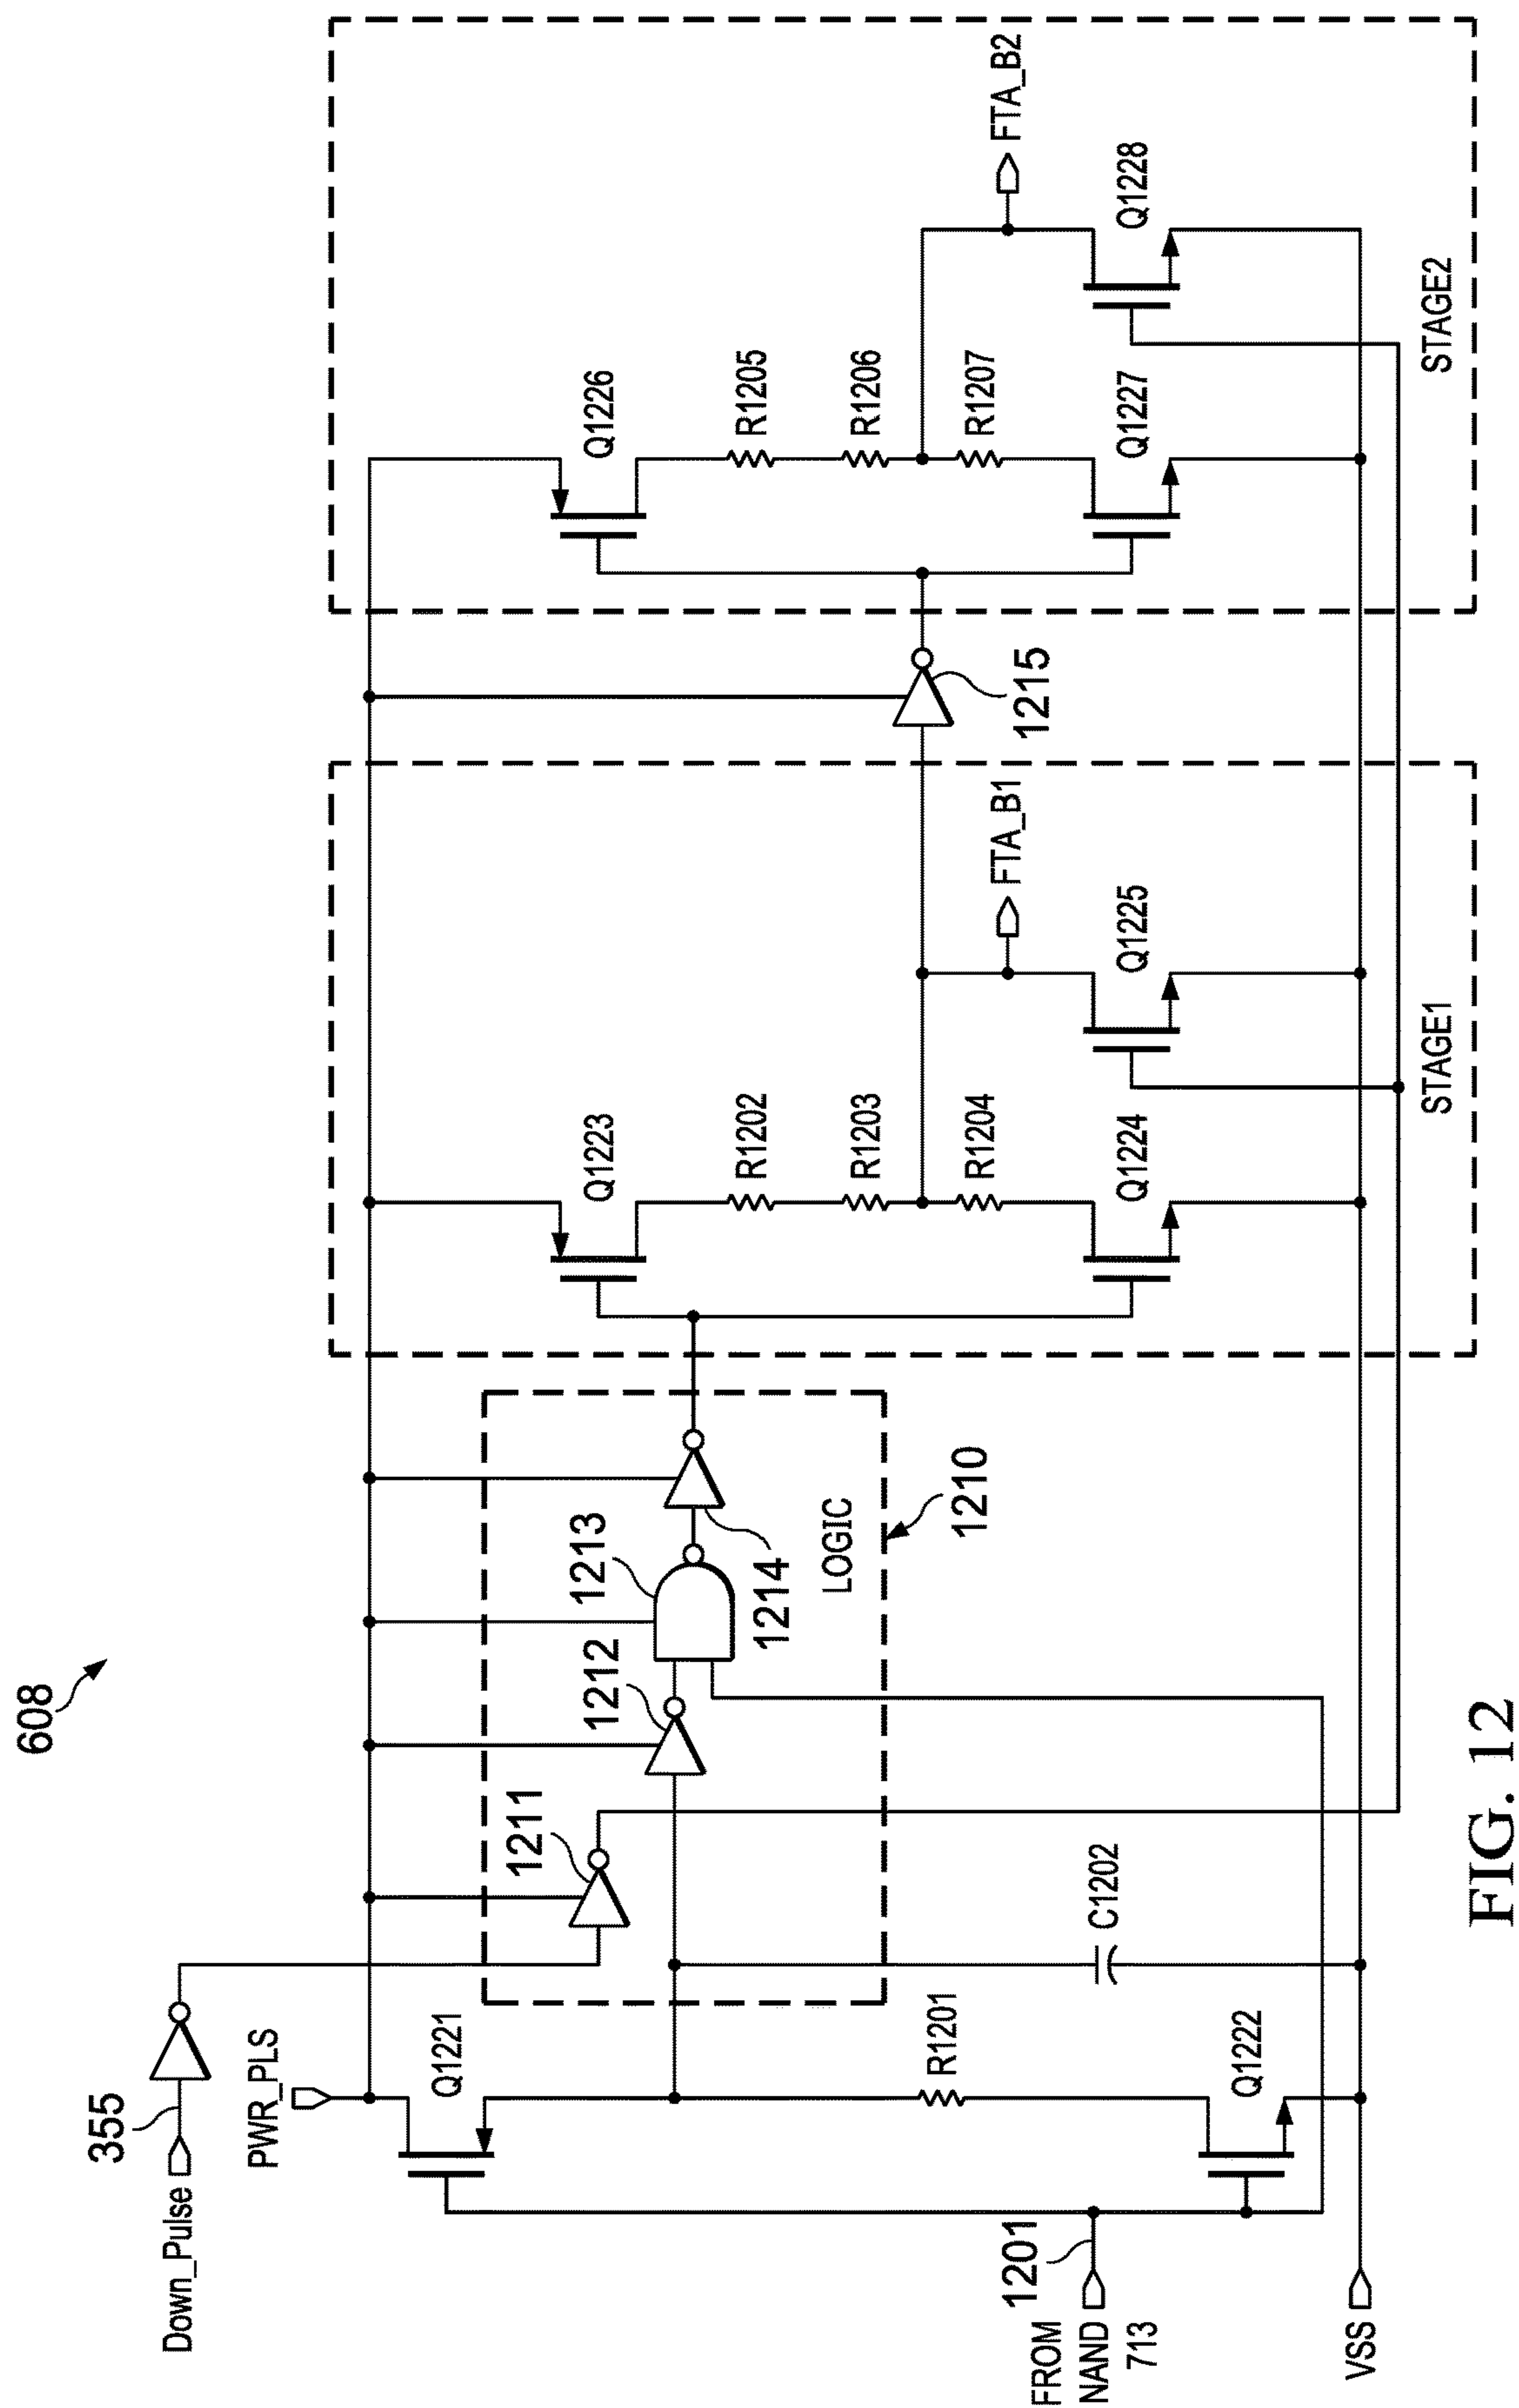 608
Down_Pulse
355
PWR_PLS
Q1221
1211
1212
1213
1214
LOGIC
1210
R1201
C1202
Q1222
1201
FROM
NAND
713
VSS
Q1223
R1202
R1203
R1204
Q1224
Q1225
FTA_B1
STAGE1
1215
Q1226
R1205
R1206
R1207
Q1227
Q1228
FTA_B2
STAGE2
FIG. 12